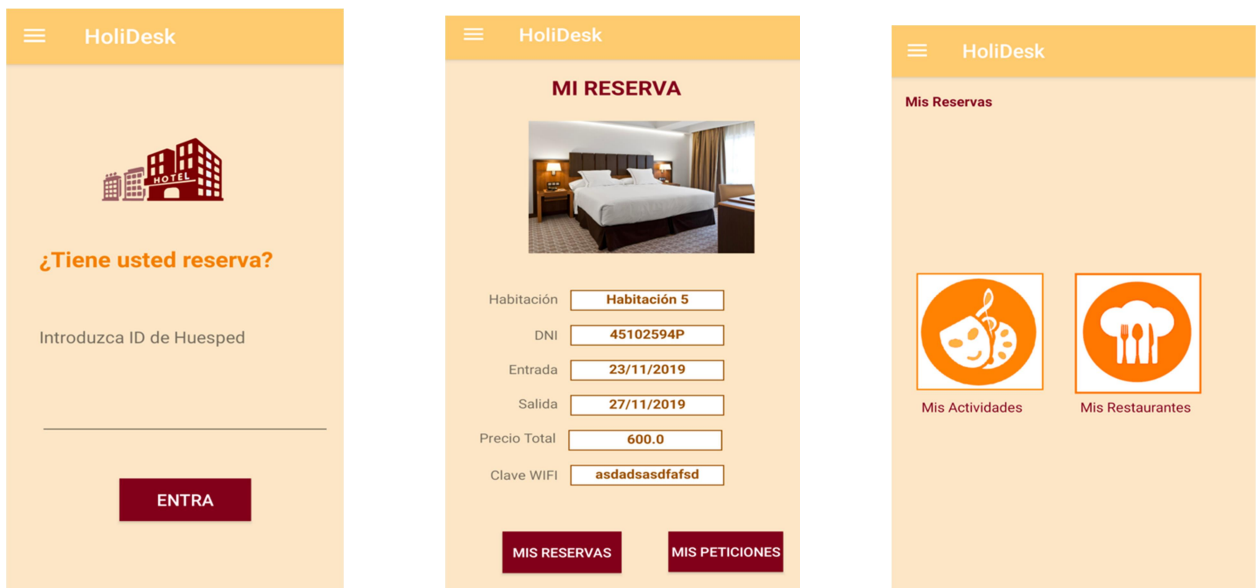 HoliDesk
HOTEL
¿Tiene usted reserva?
Introduzca ID de Huesped
ENTRA
HoliDesk
MI RESERVA
Habitación Habitación 5
DNI 45102594P
Entrada 23/11/2019
Salida 27/11/2019
Precio Total 600.0
Clave WIFI asdadsasdfafsd
MIS RESERVAS MIS PETICIONES
HoliDesk
Mis Reservas
Mis Actividades Mis Restaurantes